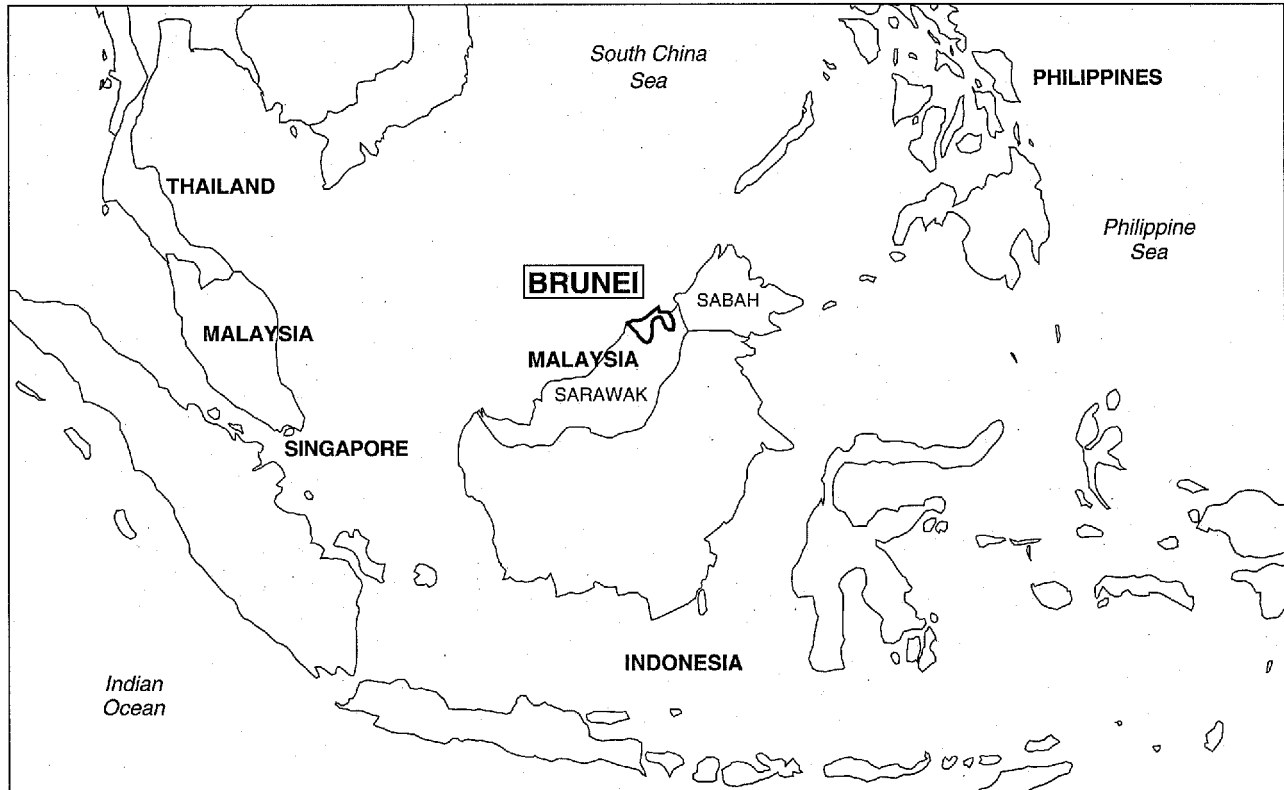 South China
Sea
PHILIPPINES
THAILAND
Philippine
Sea
BRUNEI
SABAH
MALAYSIA
MALAYSIA
SARAWAK
SINGAPORE
INDONESIA
Indian
Ocean